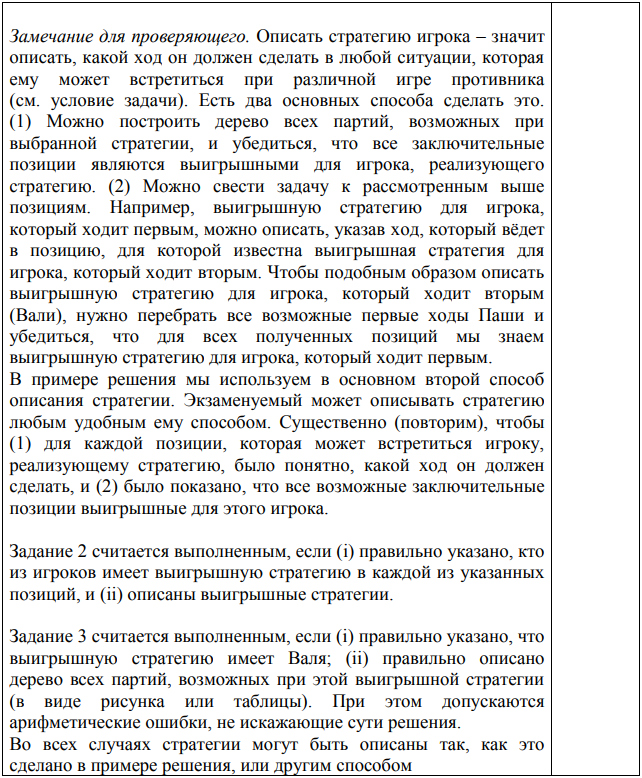 Замечание для проверяющего. Описать стратегию игрока – значит
описать, какой ход он должен сделать в любой ситуации, которая
ему может встретиться при различной игре противника
(см. условие задачи). Есть два основных способа сделать это.
(1) Можно построить дерево всех партий, возможных при
выбранной стратегии, и убедиться, что все заключительные
позиции являются выигрышными для игрока, реализующего
стратегию. (2) Можно свести задачу к рассмотренным выше
позициям. Например, выигрышную стратегию для игрока,
который ходит первым, можно описать, указав ход, который ведёт
в позицию, для которой известна выигрышная стратегия для
игрока, который ходит вторым. Чтобы подобным образом описать
выигрышную стратегию для игрока, который ходит вторым
(Вали), нужно перебрать все возможные первые ходы Паши и
убедиться, что для всех полученных позиций мы знаем
выигрышную стратегию для игрока, который ходит первым.
В примере решения мы используем в основном второй способ
описания стратегии. Экзаменуемый может описывать стратегию
любым удобным ему способом. Существенно (повторим), чтобы
(1) для каждой позиции, которая может встретиться игроку,
реализующему стратегию, было понятно, какой ход он должен
сделать, и (2) было показано, что все возможные заключительные
позиции выигрышные для этого игрока.
Задание 2 считается выполненным, если (i) правильно указано, кто
из игроков имеет выигрышную стратегию в каждой из указанных
позиций, и (ii) описаны выигрышные стратегии.
Задание 3 считается выполненным, если (i) правильно указано, что
выигрышную стратегию имеет Валя; (ii) правильно описано
дерево всех партий, возможных при этой выигрышной стратегии
(в виде рисунка или таблицы). При этом допускаются
арифметические ошибки, не искажающие сути решения.
Во всех случаях стратегии могут быть описаны так, как это
сделано в примере решения, или другим способом